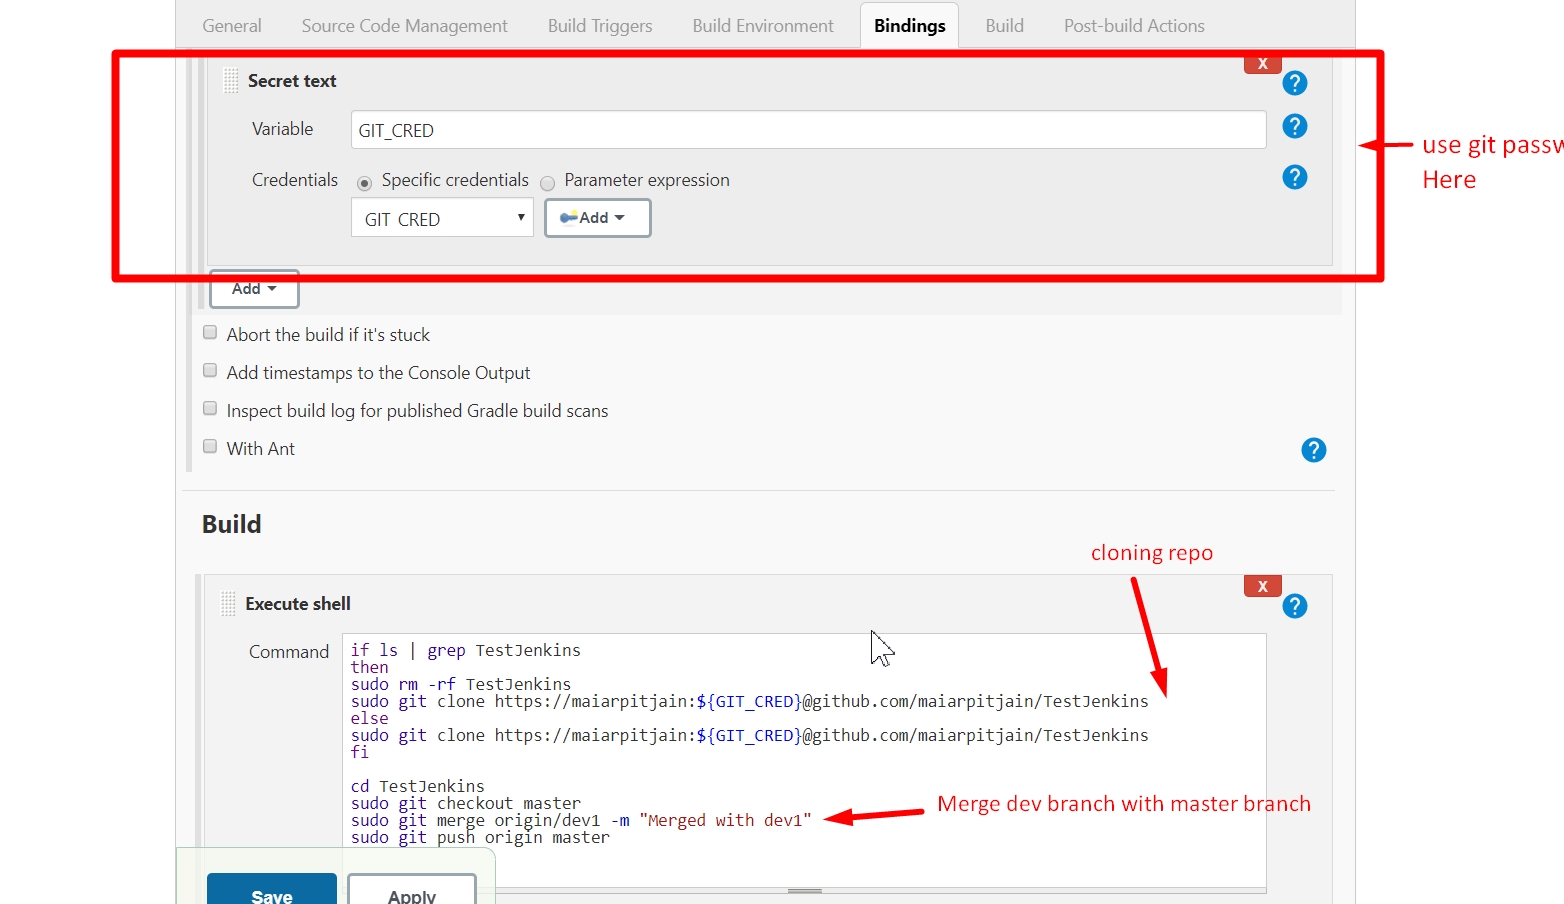 General Source Code Management Build Triggers Build Environment Bindings Build Post-build Actions
Secret text
X
?
Variable
GIT_CRED
?
Credentials
Specific credentials
Parameter expression
?
GIT_CRED
Add
use git passw
Here
Add
Abort the build if it's stuck
Add timestamps to the Console Output
Inspect build log for published Gradle build scans
With Ant
?
Build
cloning repo
Execute shell
X
?
Command
if ls | grep TestJenkins
then
sudo rm -rf TestJenkins
sudo git clone https://maiarpitjain:${GIT_CRED}@github.com/maiarpitjain/TestJenkins
else
sudo git clone https://maiarpitjain:${GIT_CRED}@github.com/maiarpitjain/TestJenkins
fi
cd TestJenkins
sudo git checkout master
sudo git merge origin/dev1 -m "Merged with dev1"
Merge dev branch with master branch
sudo git push origin master
Save
Apply